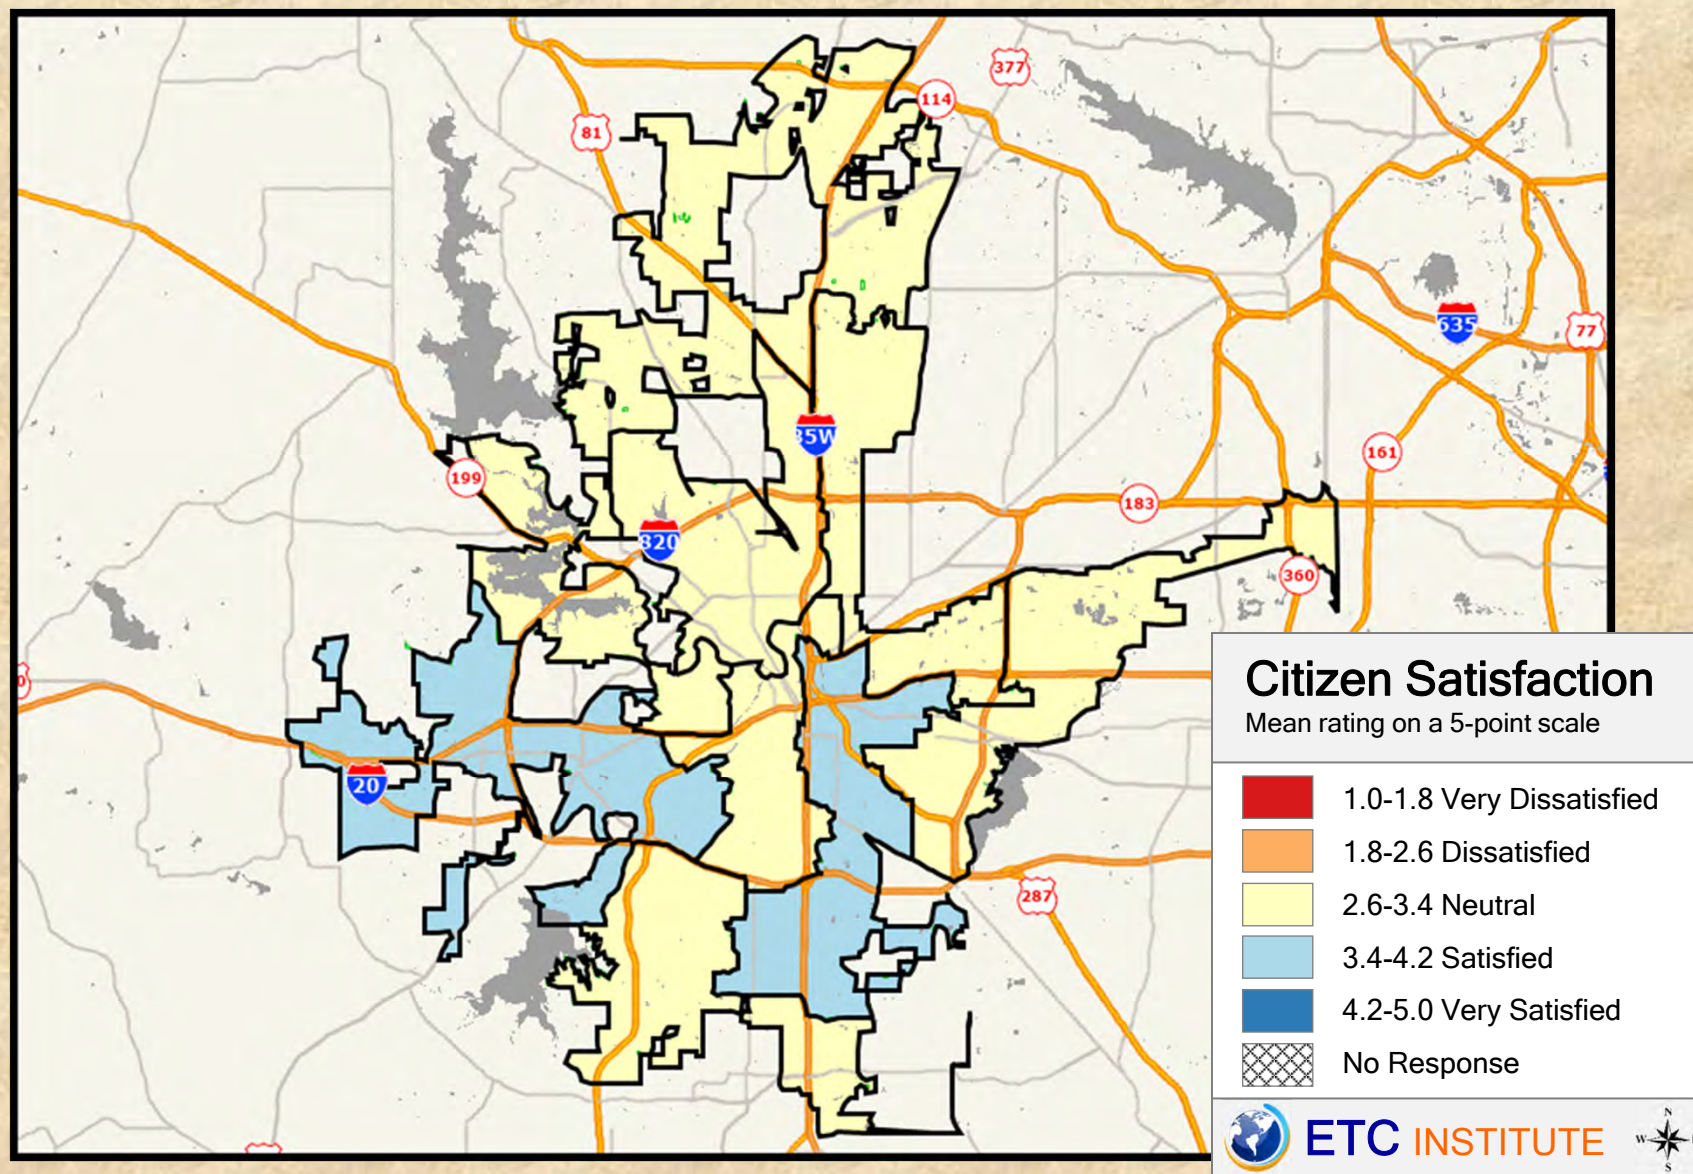 377
114
81
635
77
35W
161
199
183
820
360
20
287
Citizen Satisfaction
Mean rating on a 5-point scale
1.0-1.8 Very Dissatisfied
1.8-2.6 Dissatisfied
2.6-3.4 Neutral
3.4-4.2 Satisfied
4.2-5.0 Very Satisfied
No Response
ETC INSTITUTE
N
W
S